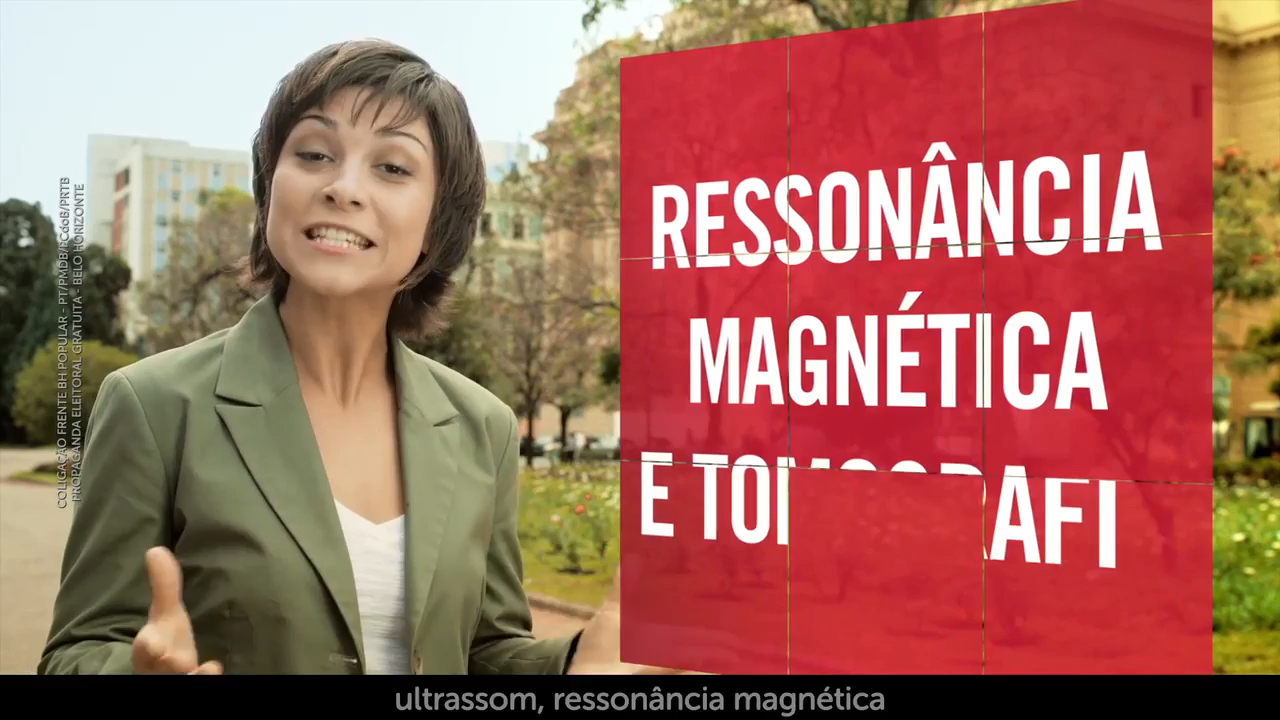 COLIGAÇÃO FRENTE BH POPULAR - PT/PMDB/PCdoB/PRTB
PROPAGANDA ELEITORAL GRATUITA - BELO HORIZONTE
RESSONÂNCIA
MAGNÉTICA
E
ultrassom, ressonância magnética